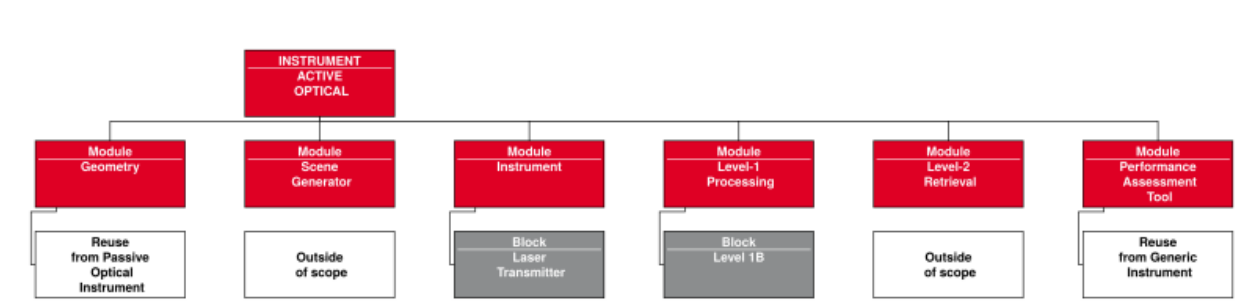 INSTRUMENT
ACTIVE
OPTICAL
Module
Geometry
Module
Scene
Generator
Module
Instrument
Module
Level-1
Processing
Module
Level-2
Retrieval
Module
Performance
Assessment
Tool
Reuse
from Passive
Optical
Instrument
Outside
of scope
Block
Laser
Transmitter
Block
Level 1B
Outside
of scope
Reuse
from Generic
Instrument